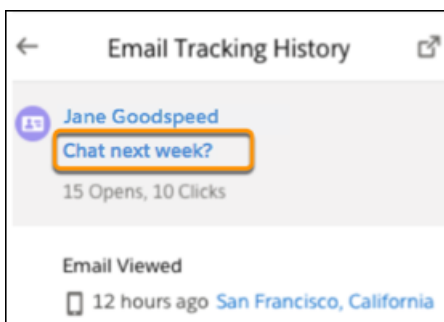 Email Tracking History
Jane Goodspeed
Chat next week?
15 Opens, 10 Clicks
Email Viewed
12 hours ago San Francisco, California